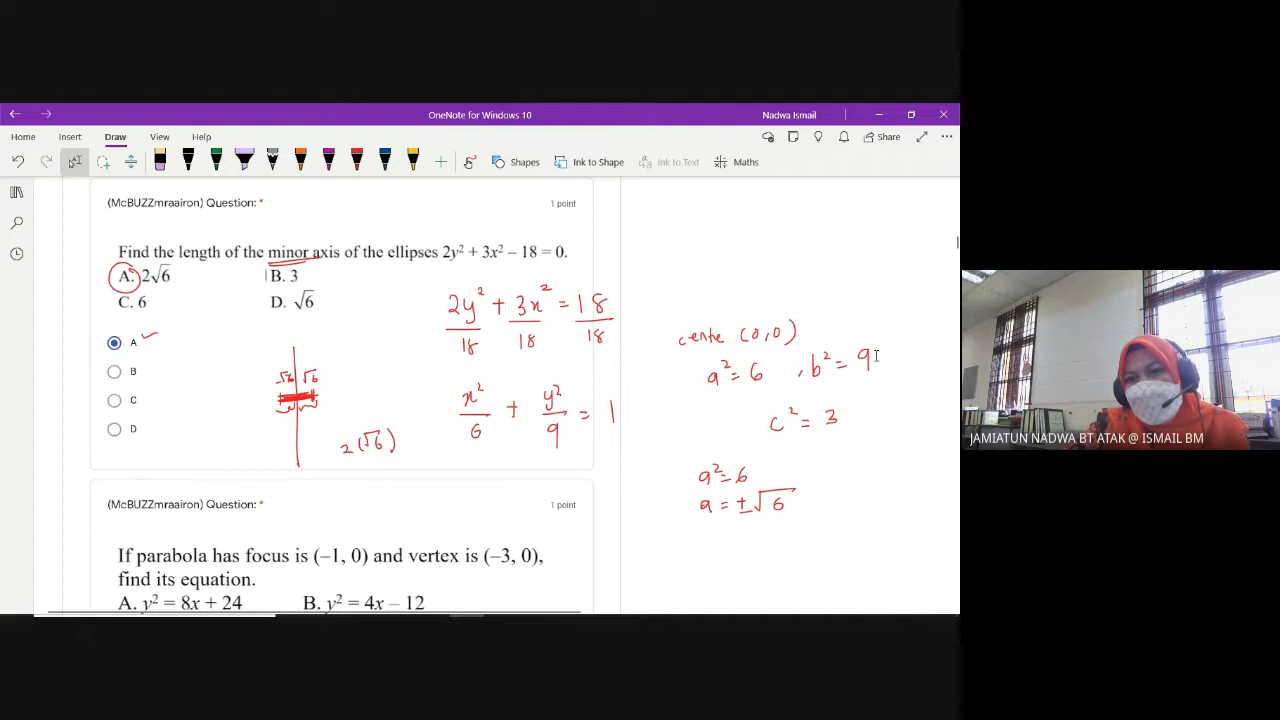 OneNote for Windows 10
Nadwa Ismail
Home Insert Draw View Help
Share
Shapes Ink to Shape Ink to Text Maths
(McBUZZmraairon) Question: *
1 point
Find the length of the minor axis of the ellipses 2y² + 3x² – 18 = 0.
A. 2√6 B. 3
C. 6 D. √6
A ✓
B
C
D
√6 √6
2(√6)
2y² + 3x² = 18
18 18 18
x² + y² = 1
6 9
centre (0,0)
a² = 6 , b² = 9
c² = 3
a² = 6
a = ±√6
(McBUZZmraairon) Question: *
1 point
If parabola has focus is (–1, 0) and vertex is (–3, 0),
find its equation.
A. y² = 8x + 24 B. y² = 4x – 12
JAMIATUN NADWA BT ATAK @ ISMAIL BM